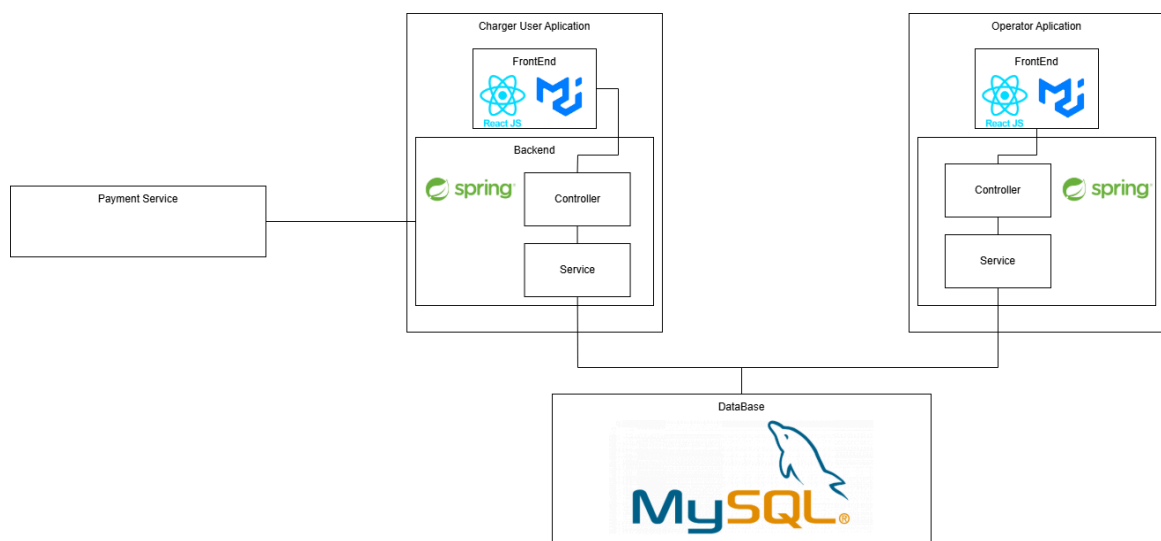 Charger User Aplication
Operator Aplication
FrontEnd
React JS
FrontEnd
React JS
Backend
spring
Controller
Service
Controller
spring
Service
Payment Service
DataBase
MySQL®